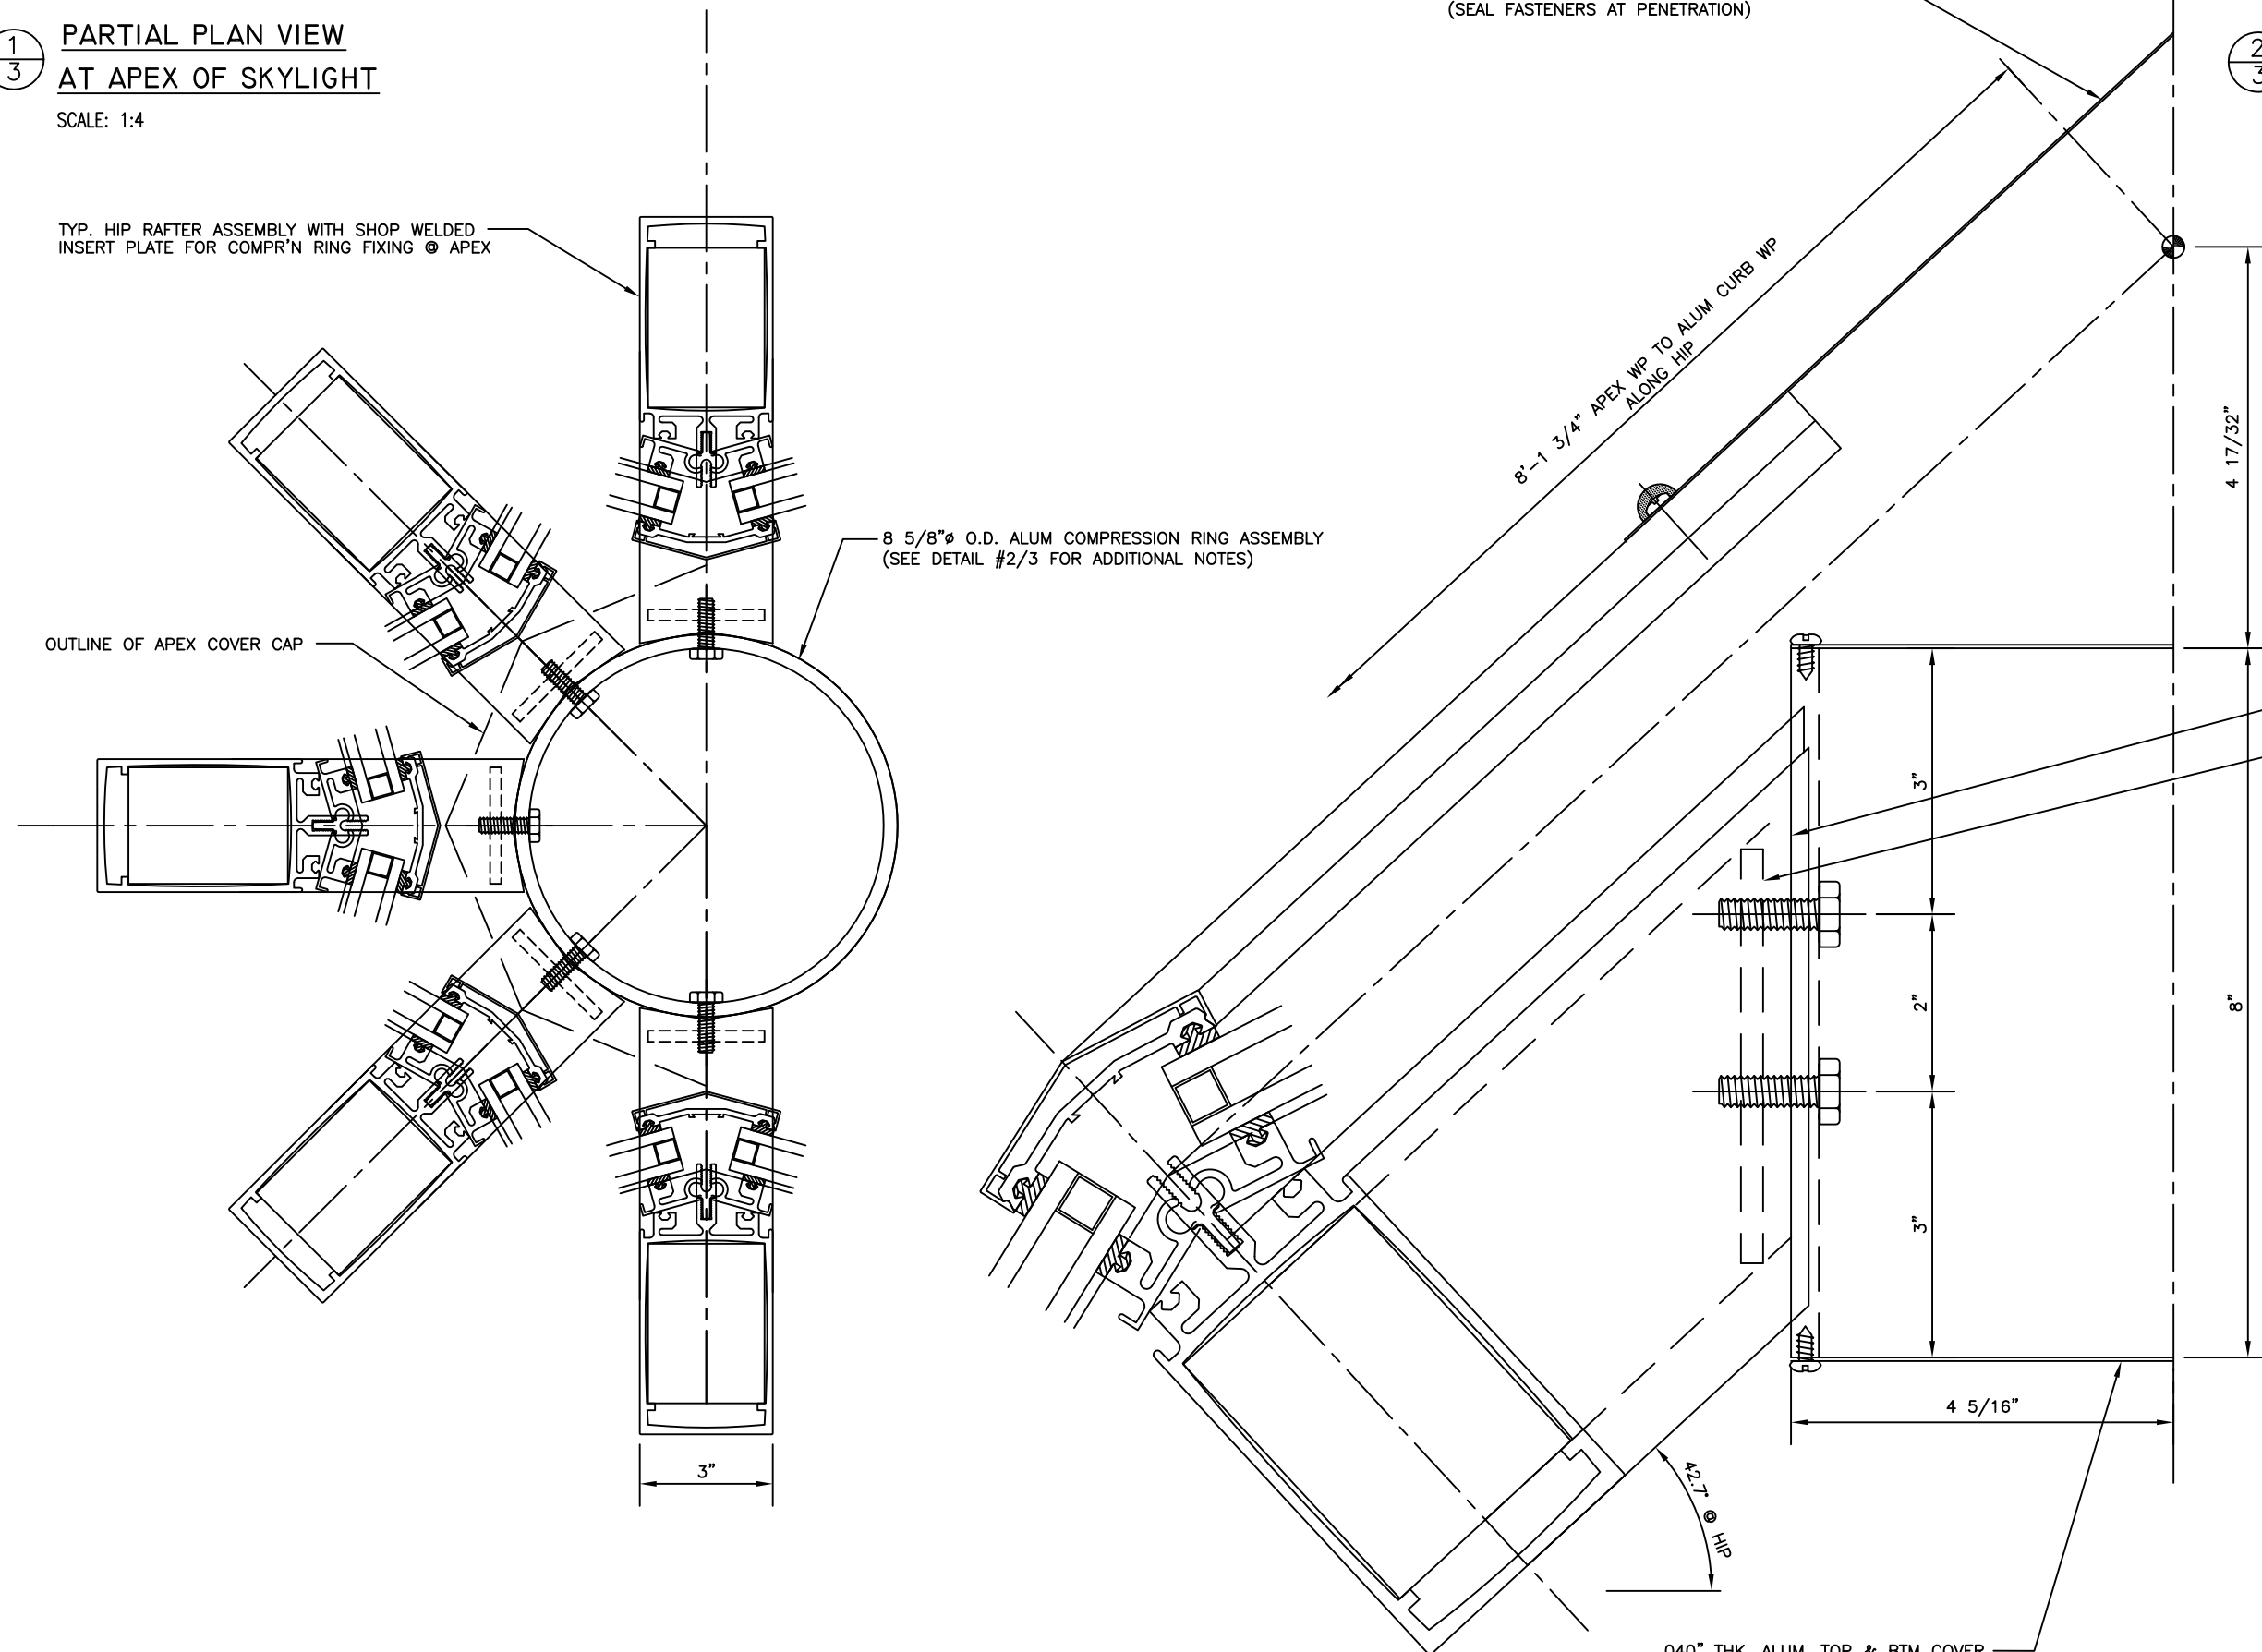 1
3
PARTIAL PLAN VIEW
AT APEX OF SKYLIGHT
SCALE: 1:4
(SEAL FASTENERS AT PENETRATION)
2
3
TYP. HIP RAFTER ASSEMBLY WITH SHOP WELDED
INSERT PLATE FOR COMPR'N RING FIXING @ APEX
8'-1 3/4" APEX WP TO ALUM CURB WP
ALONG HIP
4 17/32"
8 5/8"ø O.D. ALUM COMPRESSION RING ASSEMBLY
(SEE DETAIL #2/3 FOR ADDITIONAL NOTES)
OUTLINE OF APEX COVER CAP
3"
2"
8"
3"
4 5/16"
3"
42.7° @ HIP
.040" THK. ALUM. TOP & BTM COVER